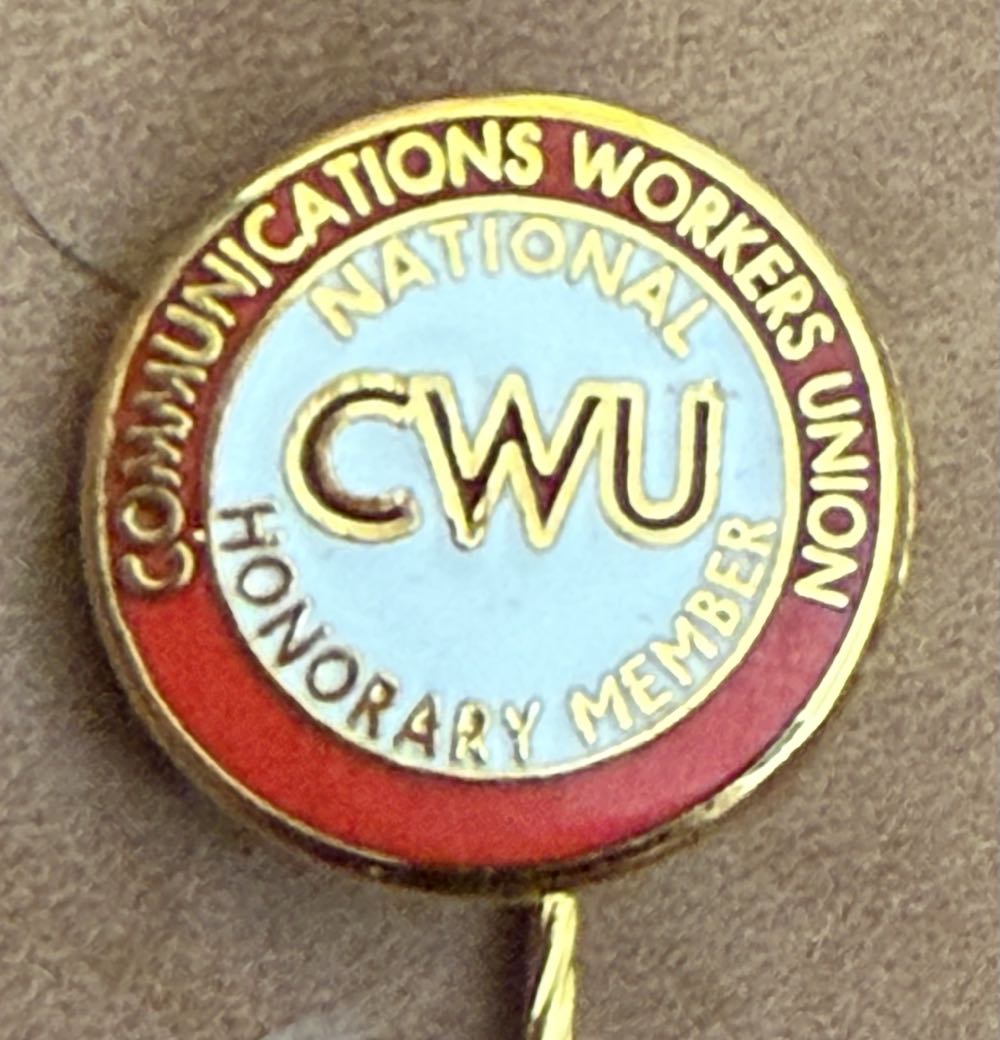 COMMUNICATIONS WORKERS UNION
NATIONAL
CWU
HONORARY MEMBER